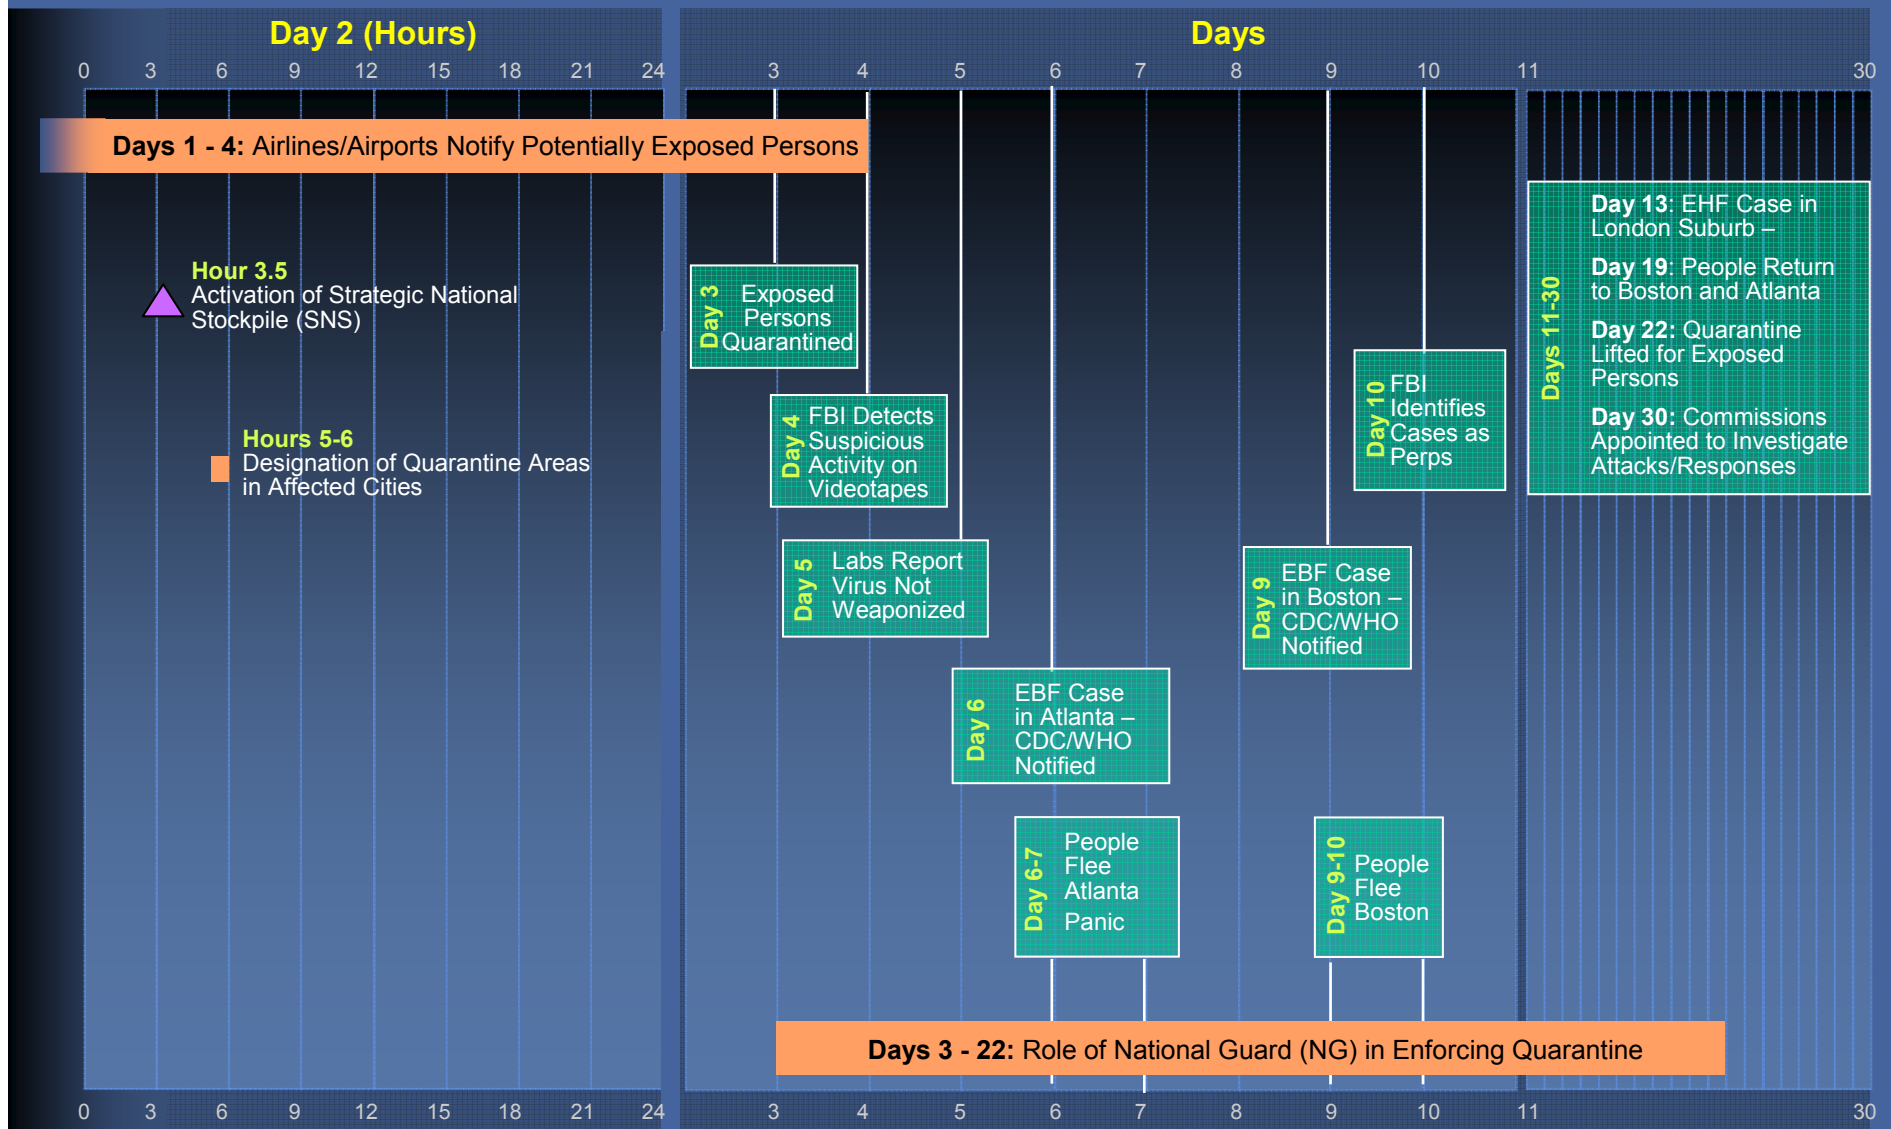 Day 2 (Hours)
Days
0 3 6 9 12 15 18 21 24
3 4 5 6 7 8 9 10 11 30
Days 1 - 4: Airlines/Airports Notify Potentially Exposed Persons
Hour 3.5
Activation of Strategic National
Stockpile (SNS)
Hours 5-6
Designation of Quarantine Areas
in Affected Cities
Day 3
Exposed
Persons
Quarantined
Day 4
FBI Detects
Suspicious
Activity on
Videotapes
Day 5
Labs Report
Virus Not
Weaponized
Day 6
EBF Case
in Atlanta –
CDC/WHO
Notified
Day 6-7
People
Flee
Atlanta
Panic
Day 9
EBF Case
in Boston –
CDC/WHO
Notified
Day 10
FBI
Identifies
Cases as
Perps
Day 9-10
People
Flee
Boston
Days 11-30
Day 13: EHF Case in
London Suburb –
Day 19: People Return
to Boston and Atlanta
Day 22: Quarantine
Lifted for Exposed
Persons
Day 30: Commissions
Appointed to Investigate
Attacks/Responses
Days 3 - 22: Role of National Guard (NG) in Enforcing Quarantine
0 3 6 9 12 15 18 21 24
3 4 5 6 7 8 9 10 11 30